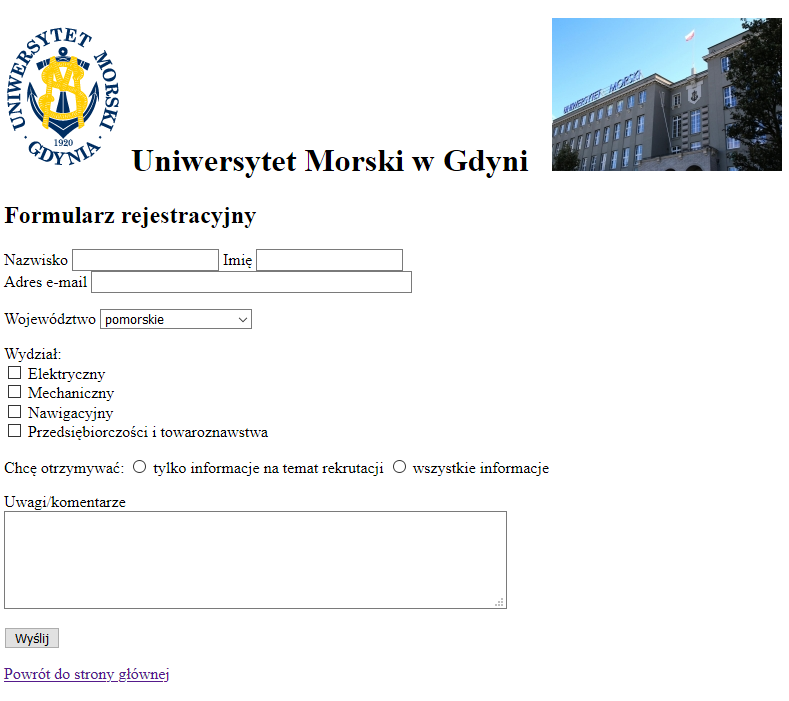 UNIWERSYTET MORSKI
1920
· GDYNIA ·
Uniwersytet Morski w Gdyni
UNIWERSYTET MORSKI
Formularz rejestracyjny
Nazwisko Imię
Adres e-mail
Województwo pomorskie
Wydział:
Elektryczny
Mechaniczny
Nawigacyjny
Przedsiębiorczości i towaroznawstwa
Chcę otrzymywać: tylko informacje na temat rekrutacji wszystkie informacje
Uwagi/komentarze
Wyślij
Powrót do strony głównej